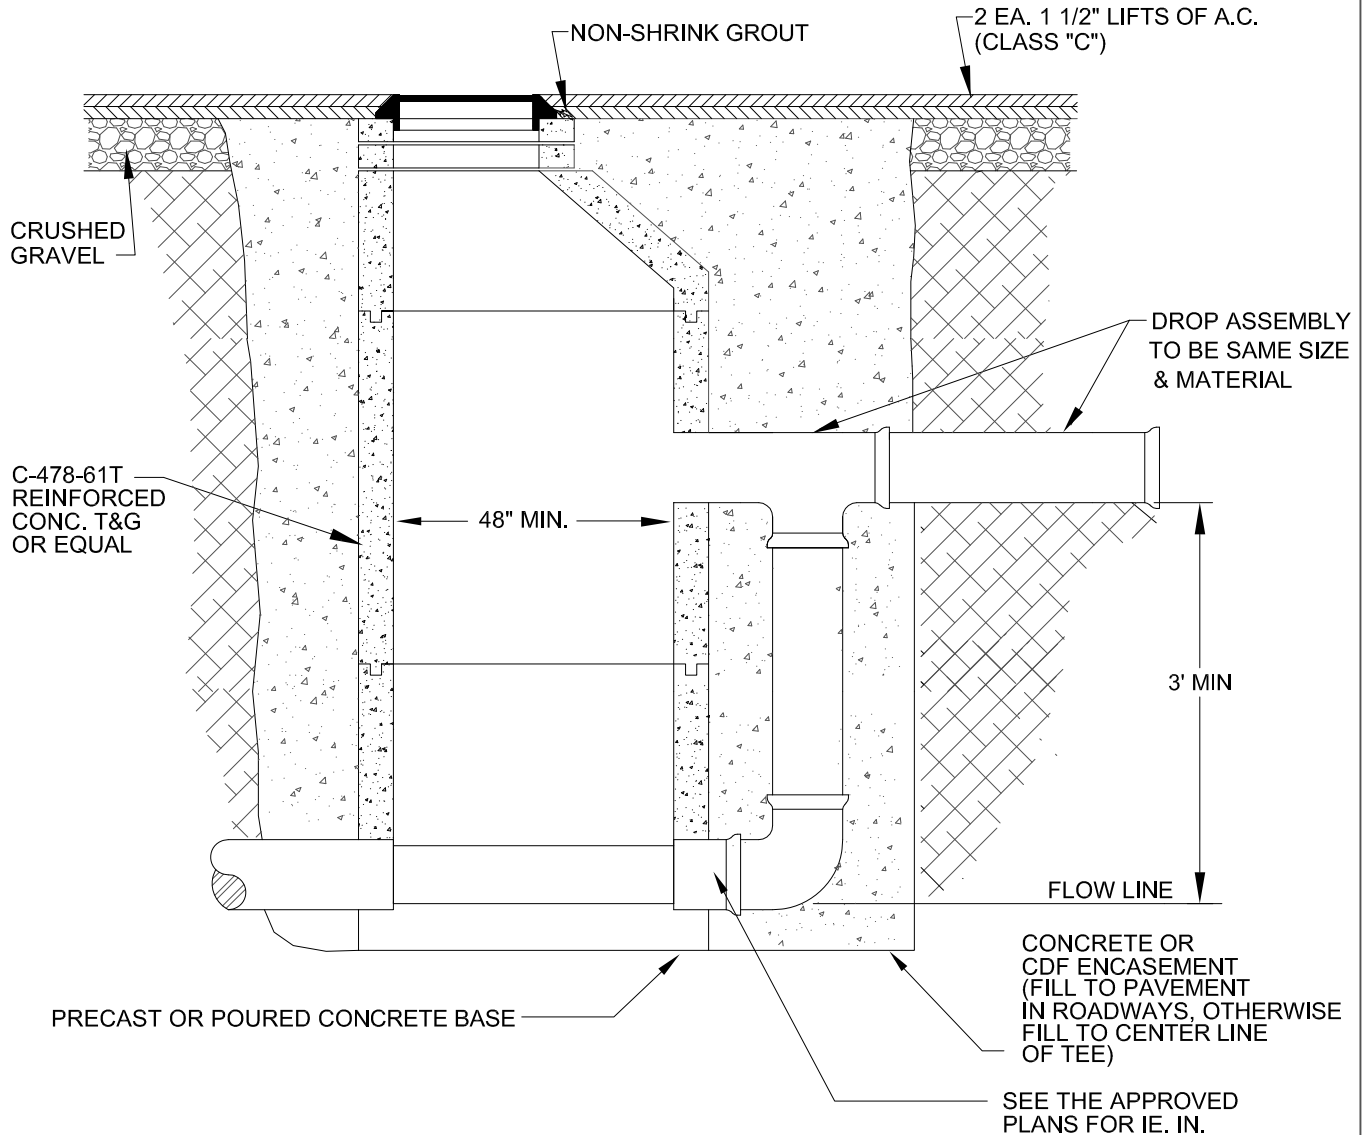 2 EA. 1 1/2" LIFTS OF A.C.
(CLASS "C")
NON-SHRINK GROUT
CRUSHED
GRAVEL
DROP ASSEMBLY
TO BE SAME SIZE
& MATERIAL
C-478-61T
REINFORCED
CONC. T&G
OR EQUAL
48" MIN.
3' MIN
FLOW LINE
CONCRETE OR
CDF ENCASEMENT
(FILL TO PAVEMENT
IN ROADWAYS, OTHERWISE
FILL TO CENTER LINE
OF TEE)
PRECAST OR POURED CONCRETE BASE
SEE THE APPROVED
PLANS FOR IE. IN.